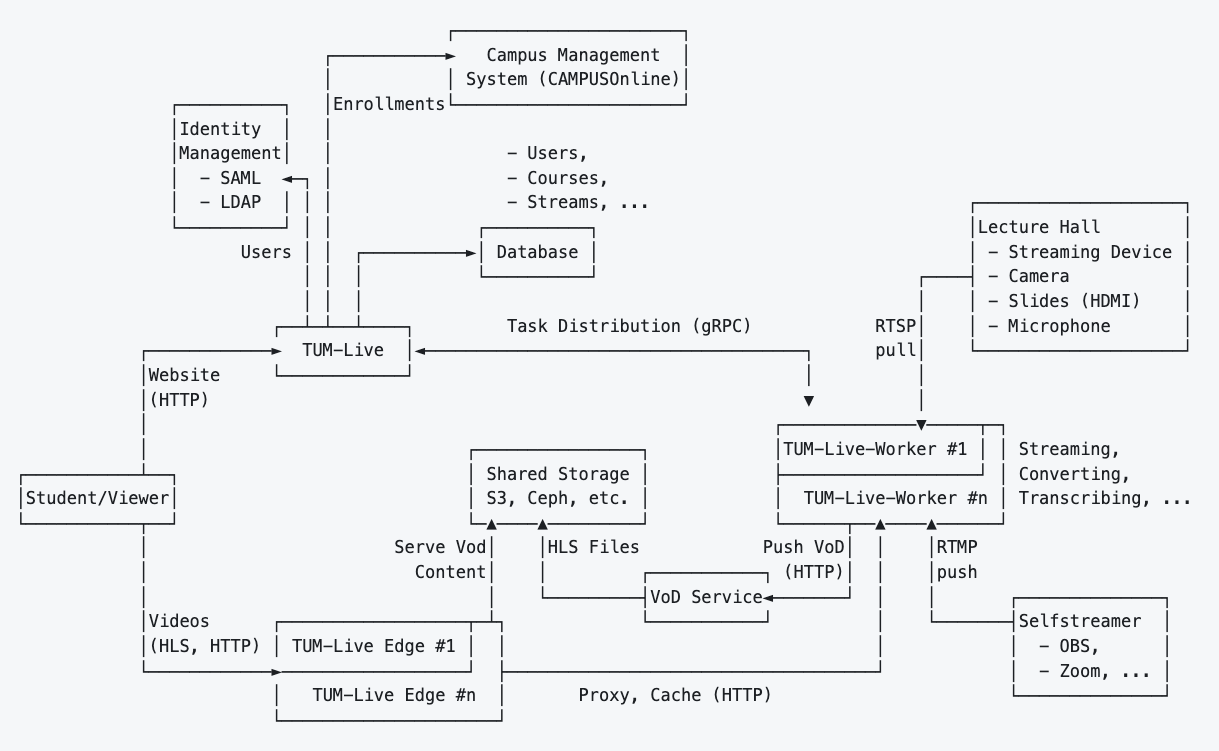 Campus Management
System (CAMPUSOnline)
Enrollments
Identity
Management
– SAML
– LDAP
Users
– Users,
– Courses,
– Streams, ...
Database
Lecture Hall
– Streaming Device
– Camera
– Slides (HDMI)
– Microphone
RTSP
pull
Task Distribution (gRPC)
TUM-Live
Website
(HTTP)
Student/Viewer
Shared Storage
S3, Ceph, etc.
TUM-Live-Worker #1
TUM-Live-Worker #n
Streaming,
Converting,
Transcribing, ...
Serve Vod
Content
HLS Files
Push VoD
(HTTP)
RTMP
push
VoD Service
Videos
(HLS, HTTP)
TUM-Live Edge #1
TUM-Live Edge #n
Proxy, Cache (HTTP)
Selfstreamer
– OBS,
– Zoom, ...